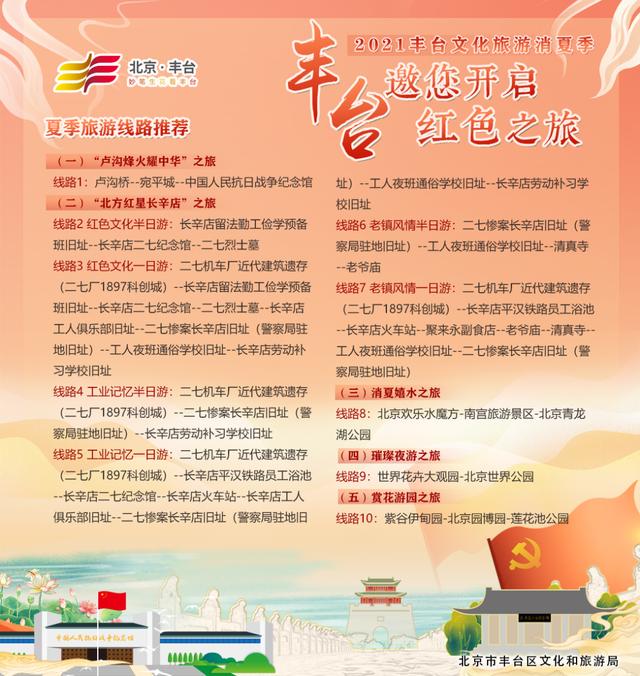 北京·丰台
妙笔生花看丰台
2021丰台文化旅游消夏季
丰台
邀您开启
红色之旅
夏季旅游线路推荐
（一）“卢沟烽火耀中华”之旅
线路1：卢沟桥--宛平城--中国人民抗日战争纪念馆
（二）“北方红星长辛店”之旅
线路2 红色文化半日游：长辛店留法勤工俭学预备
班旧址--长辛店二七纪念馆--二七烈士墓
线路3 红色文化一日游：二七机车厂近代建筑遗存
（二七厂1897科创城）--长辛店留法勤工俭学预备
班旧址--长辛店二七纪念馆--二七烈士墓--长辛店
工人俱乐部旧址--二七惨案长辛店旧址（警察局驻
地旧址）--工人夜班通俗学校旧址--长辛店劳动补
习学校旧址
线路4 工业记忆半日游：二七机车厂近代建筑遗存
（二七厂1897科创城）--二七惨案长辛店旧址（警
察局驻地旧址）--长辛店劳动补习学校旧址
线路5 工业记忆一日游：二七机车厂近代建筑遗存
（二七厂1897科创城）--长辛店平汉铁路员工浴池
--长辛店二七纪念馆--长辛店火车站--长辛店工人
俱乐部旧址--二七惨案长辛店旧址（警察局驻地旧
址）--工人夜班通俗学校旧址--长辛店劳动补习学
校旧址
线路6 老镇风情半日游：二七惨案长辛店旧址（警
察局驻地旧址）--工人夜班通俗学校旧址--清真寺
--老爷庙
线路7 老镇风情一日游：二七机车厂近代建筑遗存
（二七厂1897科创城）--长辛店平汉铁路员工浴池
--长辛店火车站--聚来永副食店--老爷庙--清真寺--
工人夜班通俗学校旧址--二七惨案长辛店旧址（警
察局驻地旧址）
（三）消夏嬉水之旅
线路8：北京欢乐水魔方-南宫旅游景区-北京青龙
湖公园
（四）璀璨夜游之旅
线路9：世界花卉大观园-北京世界公园
（五）赏花游园之旅
线路10：紫谷伊甸园-北京园博园-莲花池公园
中国人民抗日战争纪念馆
北京市丰台区文化和旅游局